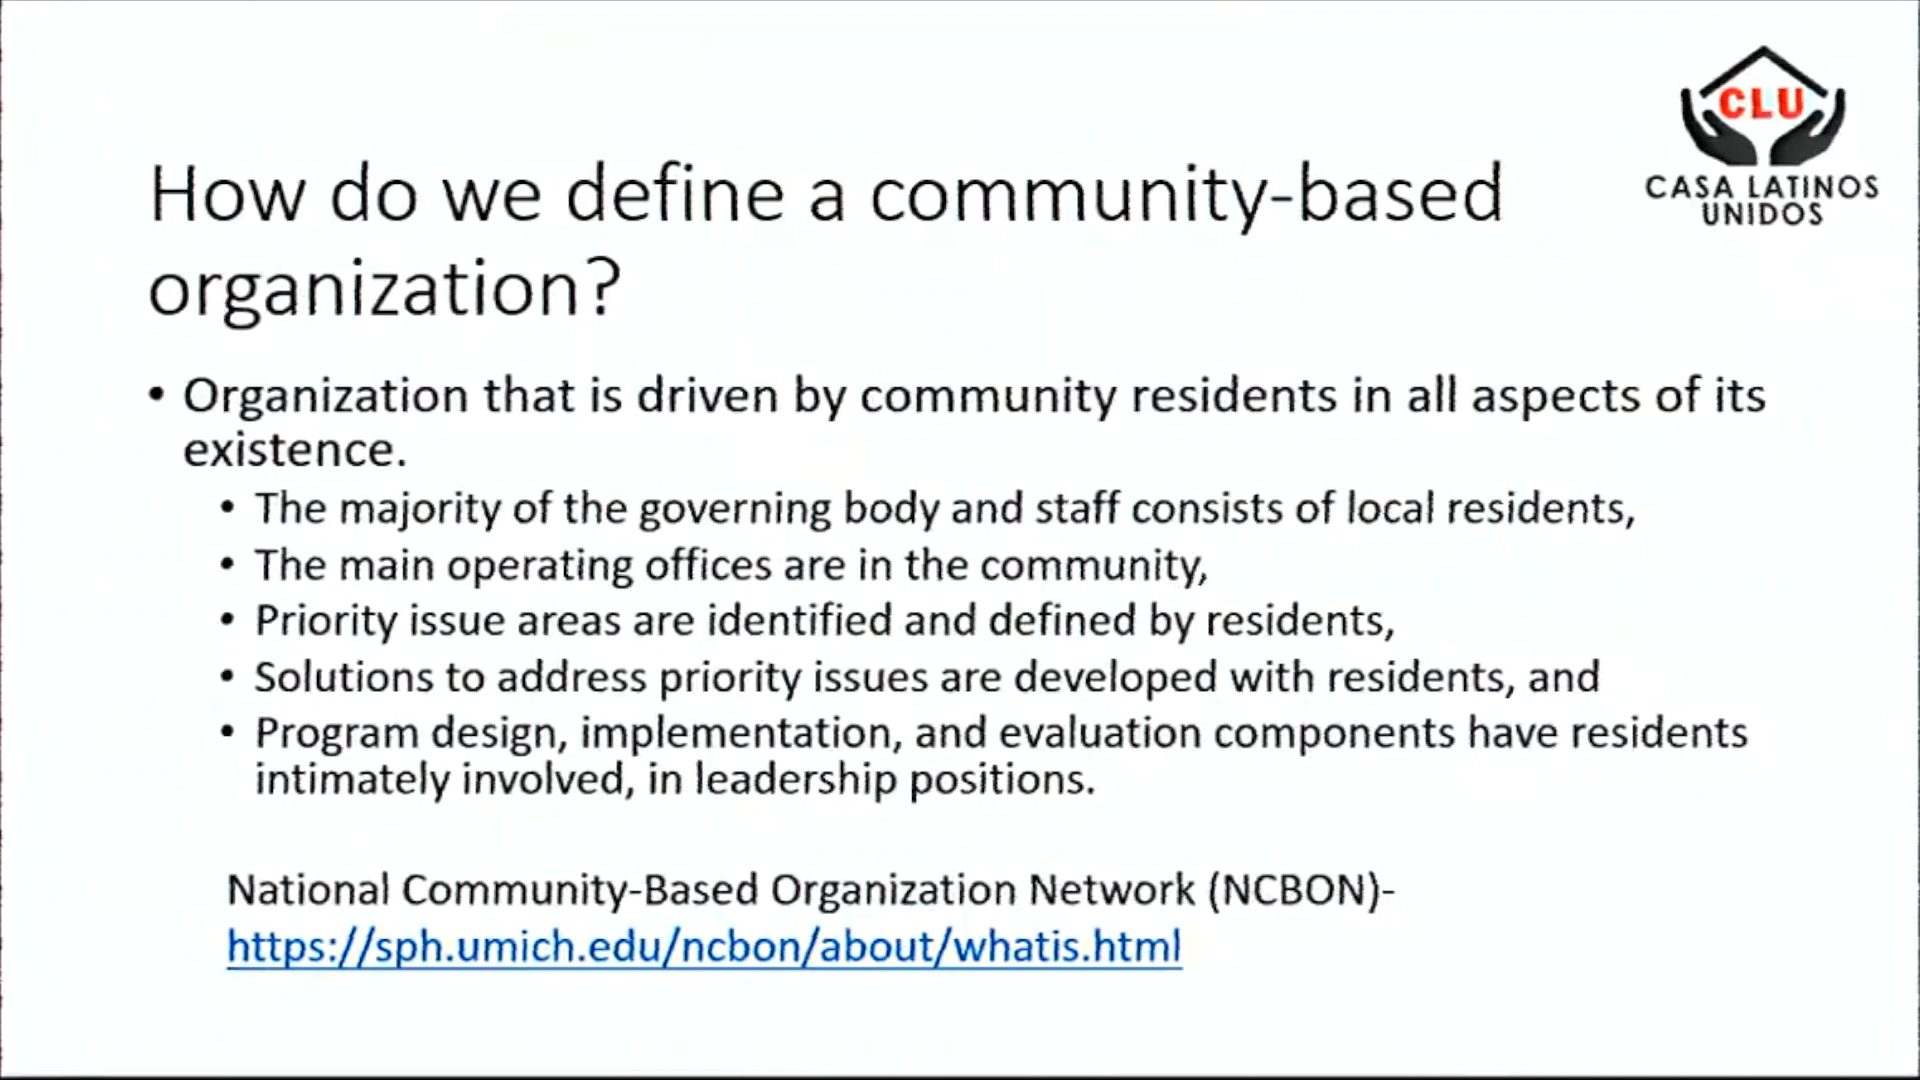 CLU
CASA LATINOS
UNIDOS
How do we define a community-based
organization?
• Organization that is driven by community residents in all aspects of its
existence.
• The majority of the governing body and staff consists of local residents,
• The main operating offices are in the community,
• Priority issue areas are identified and defined by residents,
• Solutions to address priority issues are developed with residents, and
• Program design, implementation, and evaluation components have residents
intimately involved, in leadership positions.
National Community-Based Organization Network (NCBON)-
https://sph.umich.edu/ncbon/about/whatis.html